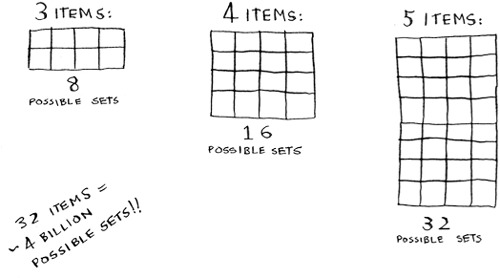 3 ITEMS:
8
POSSIBLE SETS
4 ITEMS:
16
POSSIBLE SETS
5 ITEMS:
32
POSSIBLE SETS
32 ITEMS =
~ 4 BILLION
POSSIBLE SETS!!